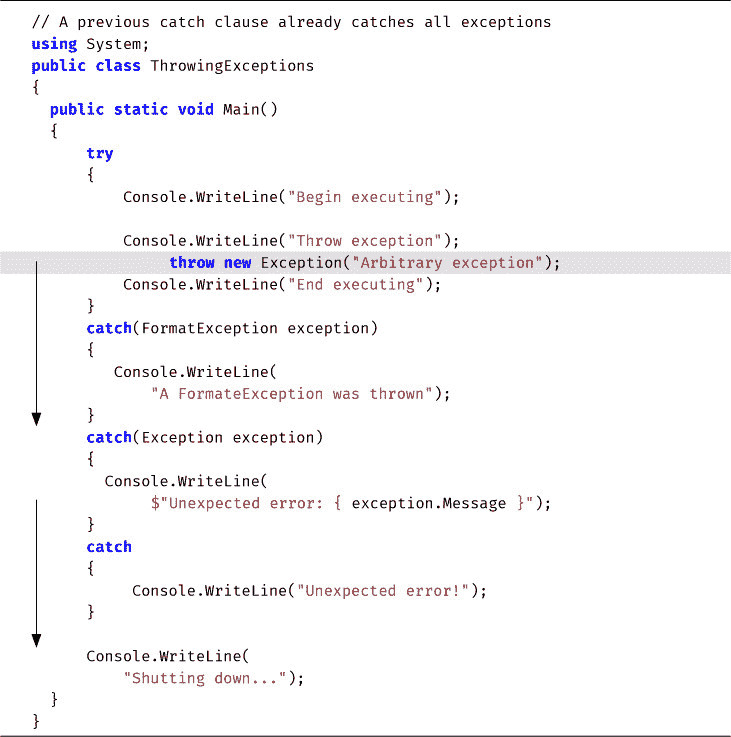 // A previous catch clause already catches all exceptions
using System;
public class ThrowingExceptions
{
  public static void Main()
  {
      try
      {
          Console.WriteLine("Begin executing");

          Console.WriteLine("Throw exception");
               throw new Exception("Arbitrary exception");
          Console.WriteLine("End executing");
      }
      catch(FormatException exception)
      {
         Console.WriteLine(
             "A FormateException was thrown");
      }
      catch(Exception exception)
      {
        Console.WriteLine(
             $"Unexpected error: { exception.Message }");
      }
      catch
      {
           Console.WriteLine("Unexpected error!");
      }

      Console.WriteLine(
          "Shutting down...");
  }
}